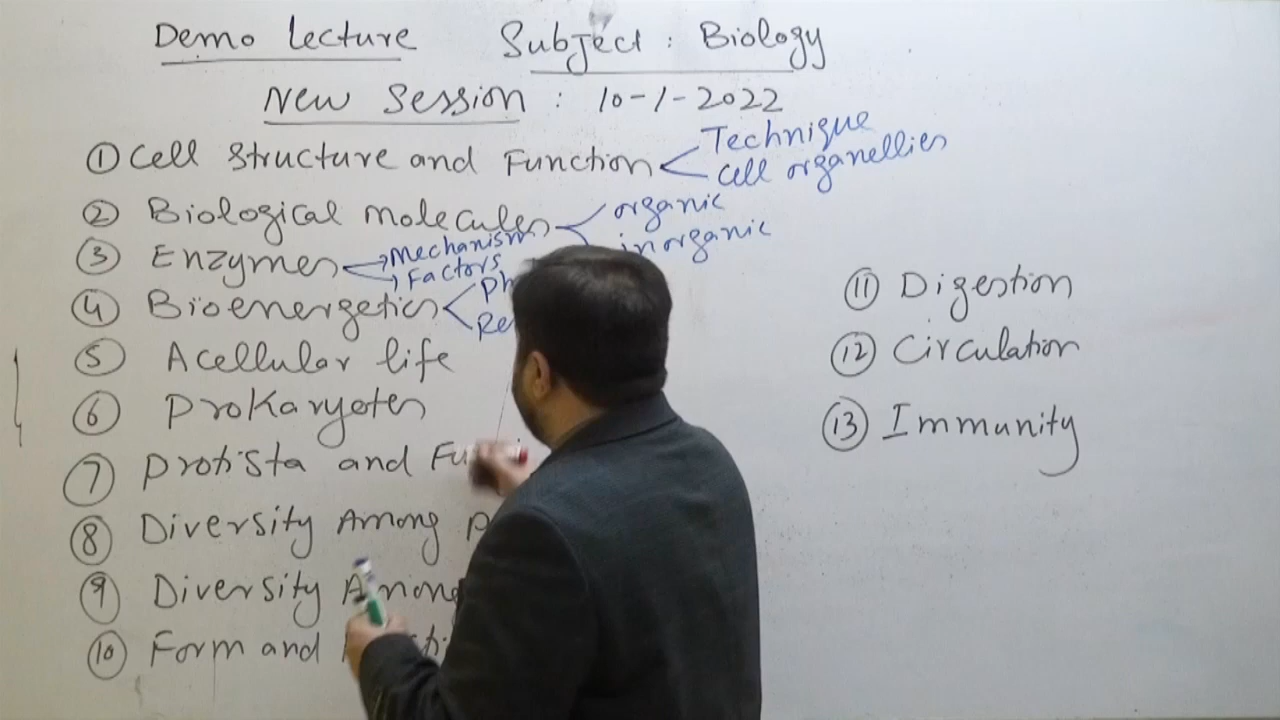 Demo Lecture Subject : Biology
New Session : 10-1-2022
① Cell Structure and Function < Technique
Cell organellies
② Biological molecules < organic
inorganic
③ Enzymes → Mechanism
→ Factors
④ Bioenergetics <
⑤ Acellular life
⑥ Prokaryotes
⑦ Protista and
⑧ Diversity Among
⑨ Diversity Among
⑩ Form and
⑪ Digestion
⑫ Circulation
⑬ Immunity